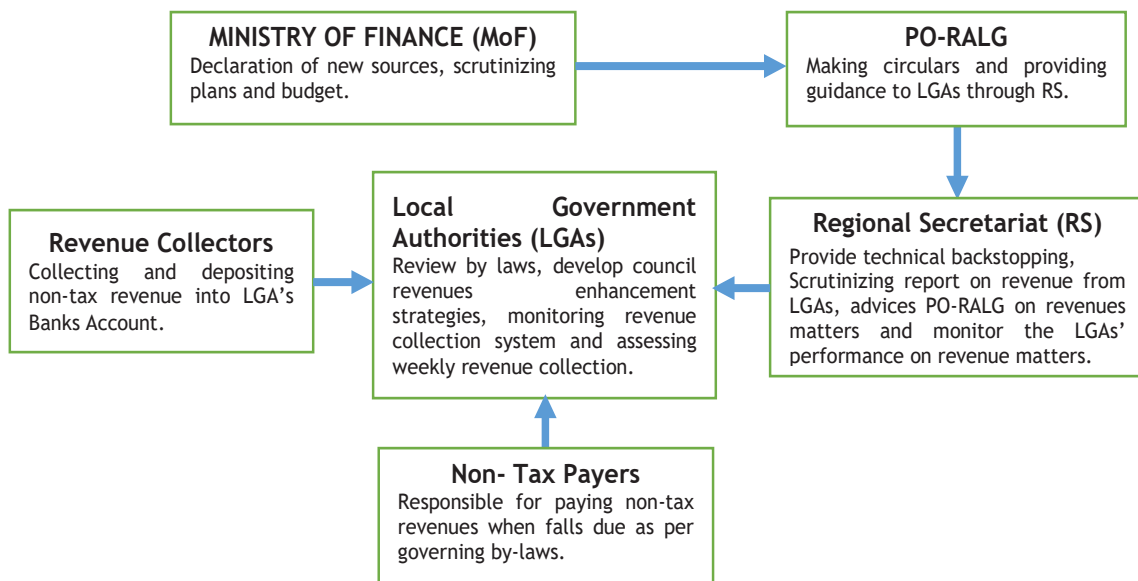 MINISTRY OF FINANCE (MoF)
Declaration of new sources, scrutinizing
plans and budget.
PO-RALG
Making circulars and providing
guidance to LGAs through RS.
Revenue Collectors
Collecting and depositing
non-tax revenue into LGA’s
Banks Account.
Local Government
Authorities (LGAs)
Review by laws, develop council
revenues enhancement
strategies, monitoring revenue
collection system and assessing
weekly revenue collection.
Regional Secretariat (RS)
Provide technical backstopping,
Scrutinizing report on revenue from
LGAs, advices PO-RALG on revenues
matters and monitor the LGAs’
performance on revenue matters.
Non- Tax Payers
Responsible for paying non-tax
revenues when falls due as per
governing by-laws.